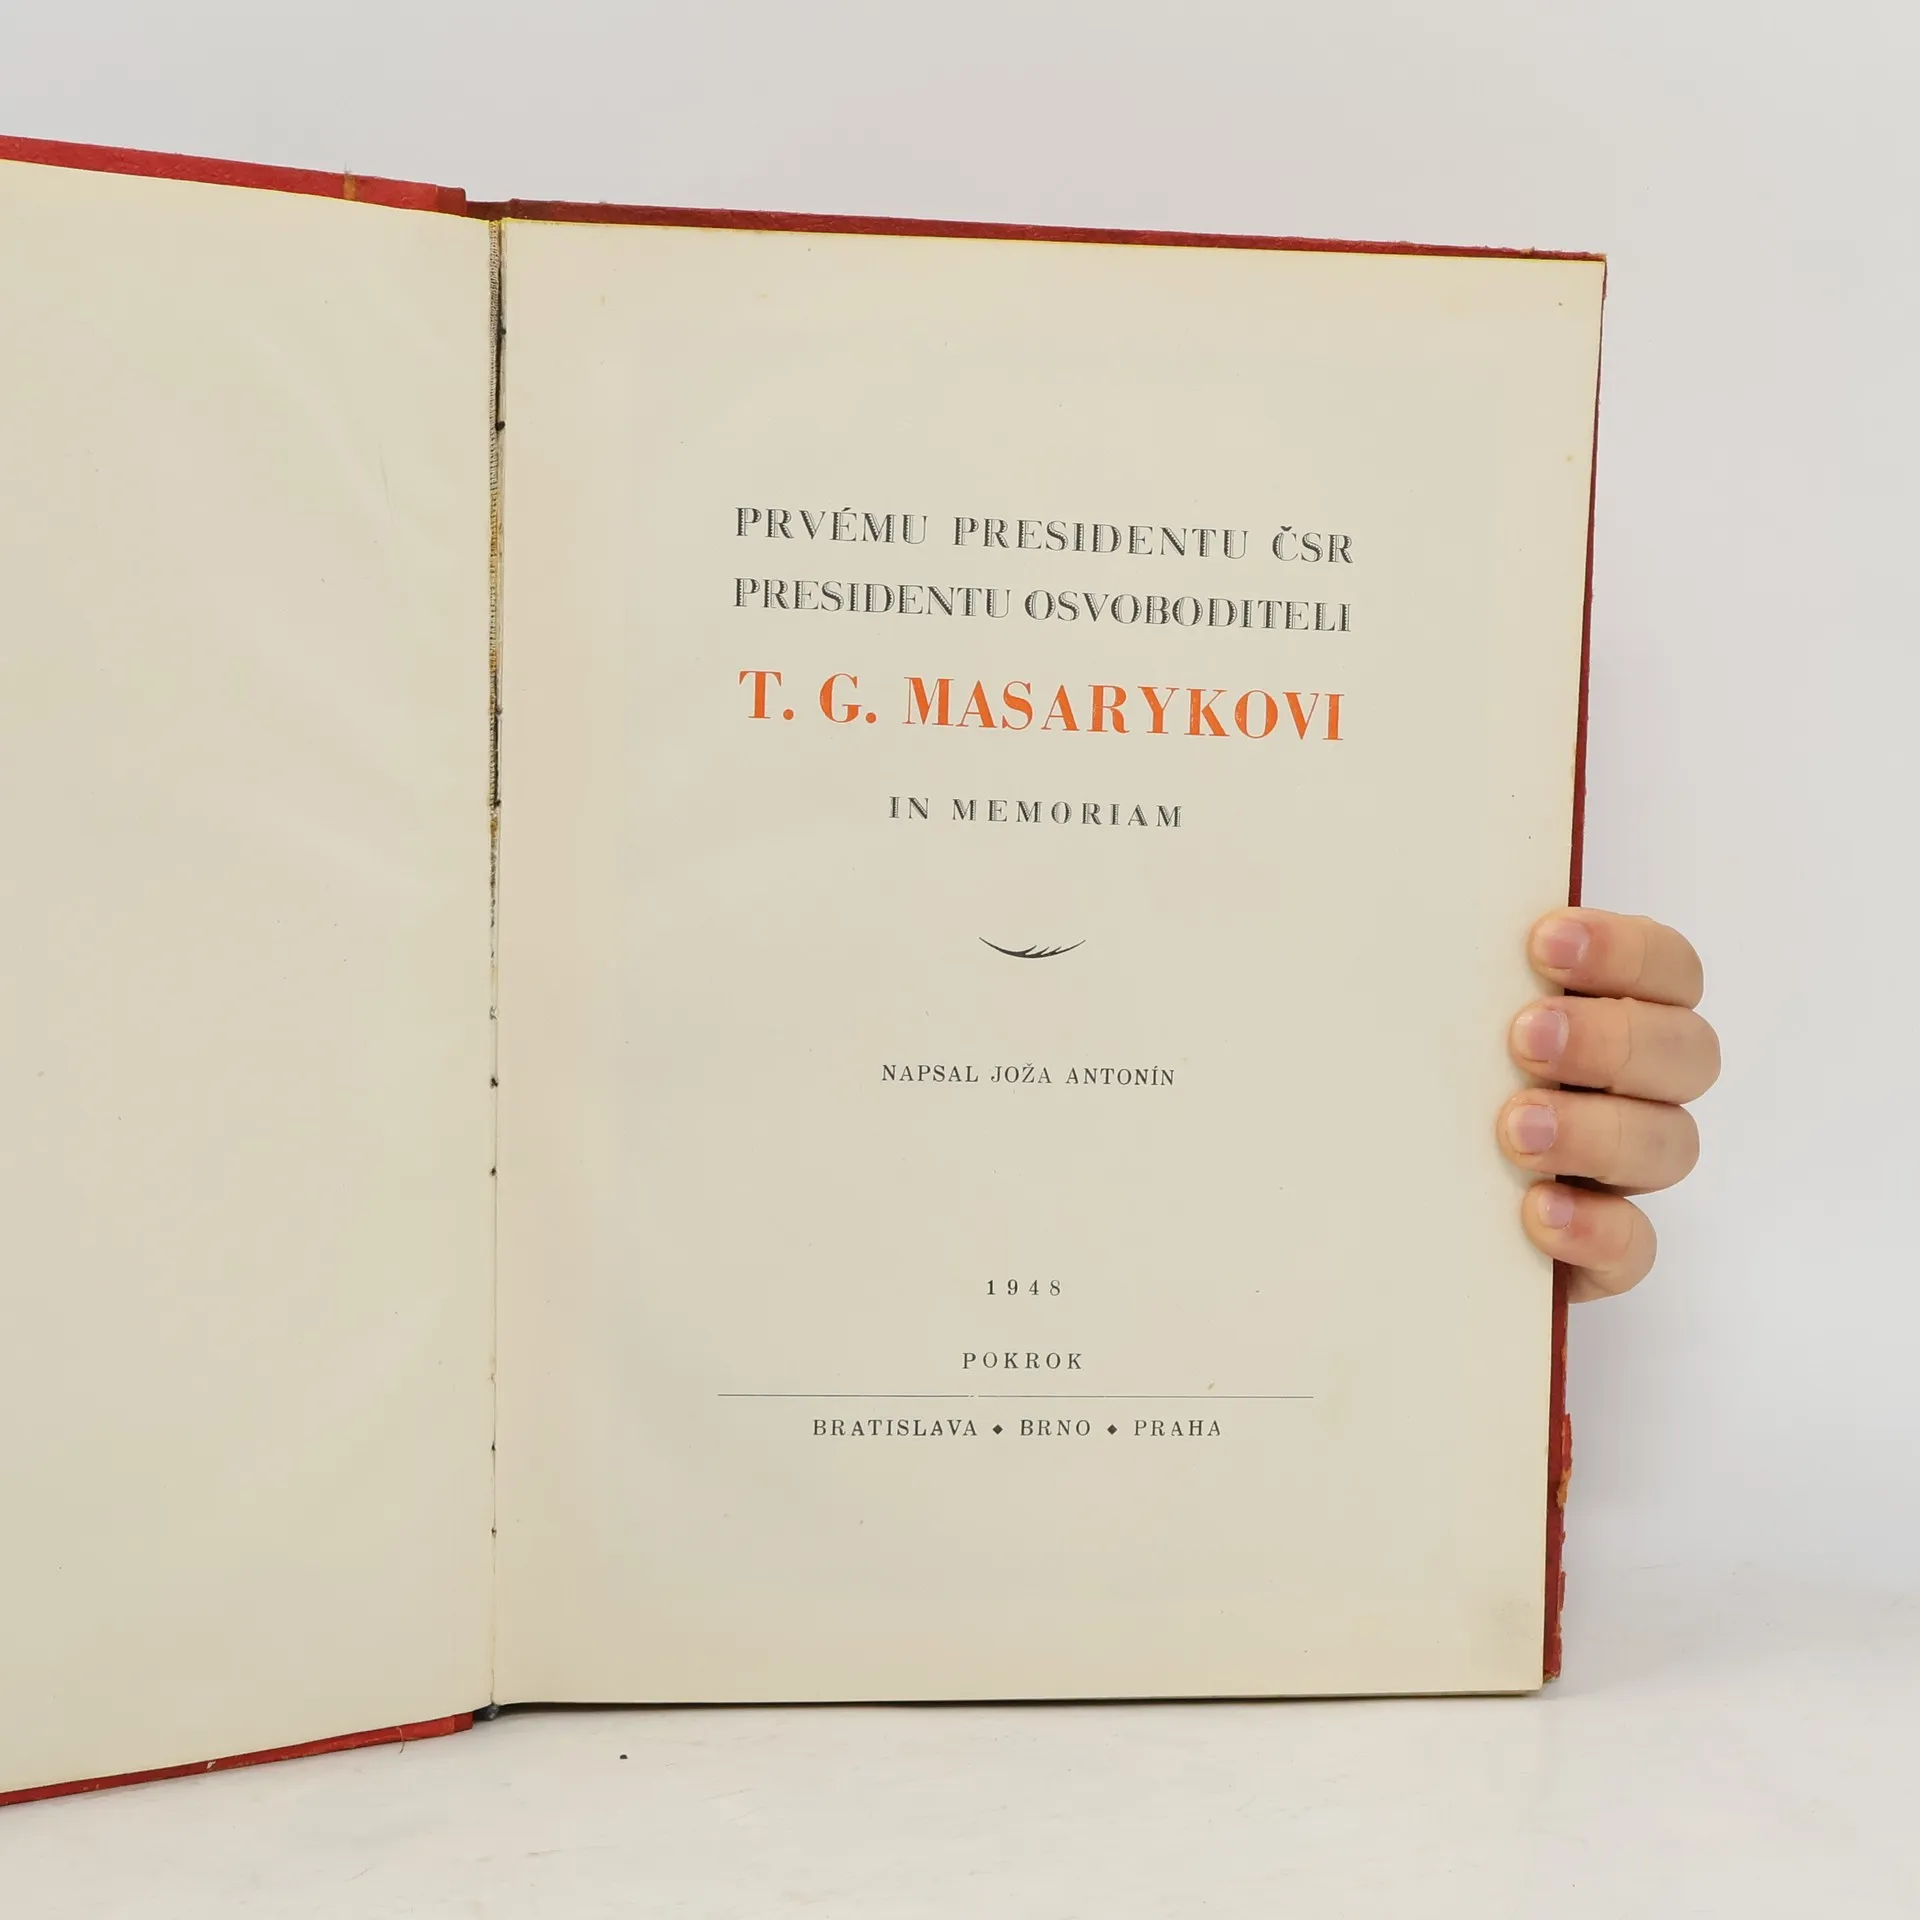 PRVÉMU PRESIDENTU ČSR
PRESIDENTU OSVOBODITELI
T. G. MASARYKOVI
IN MEMORIAM
NAPSAL JOŽA ANTONÍN
1948
POKROK
BRATISLAVA ◆ BRNO ◆ PRAHA